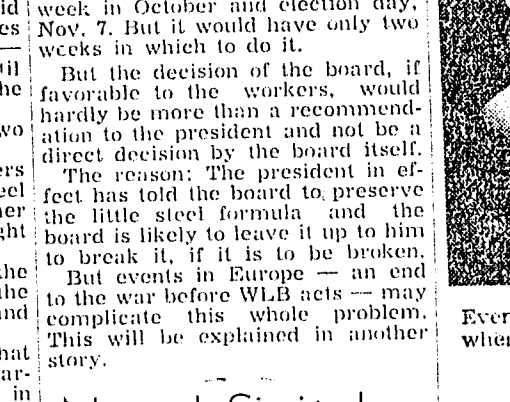 week in October and election day,
Nov. 7. But it would have only two
weeks in which to do it.
But the decision of the board, if
favorable to the workers, would
hardly be more than a recommend-
ation to the president and not be a
direct decision by the board itself.
The reason: The president in ef-
fect has told the board to preserve
the little steel formula and the
board is likely to leave it up to him
to break it, if it is to be broken.
But events in Europe — an end
to the war before WLB acts — may
complicate this whole problem.
This will be explained in another
story.